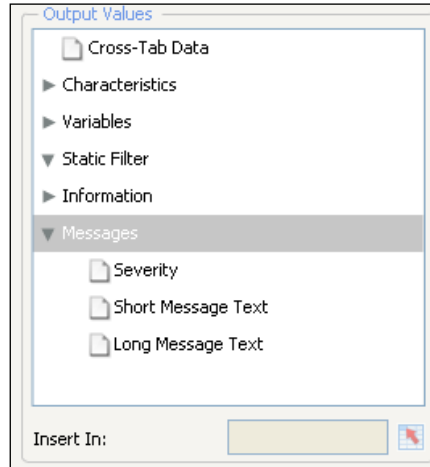 Output Values
Cross-Tab Data
Characteristics
Variables
Static Filter
Information
Messages
Severity
Short Message Text
Long Message Text
Insert In: